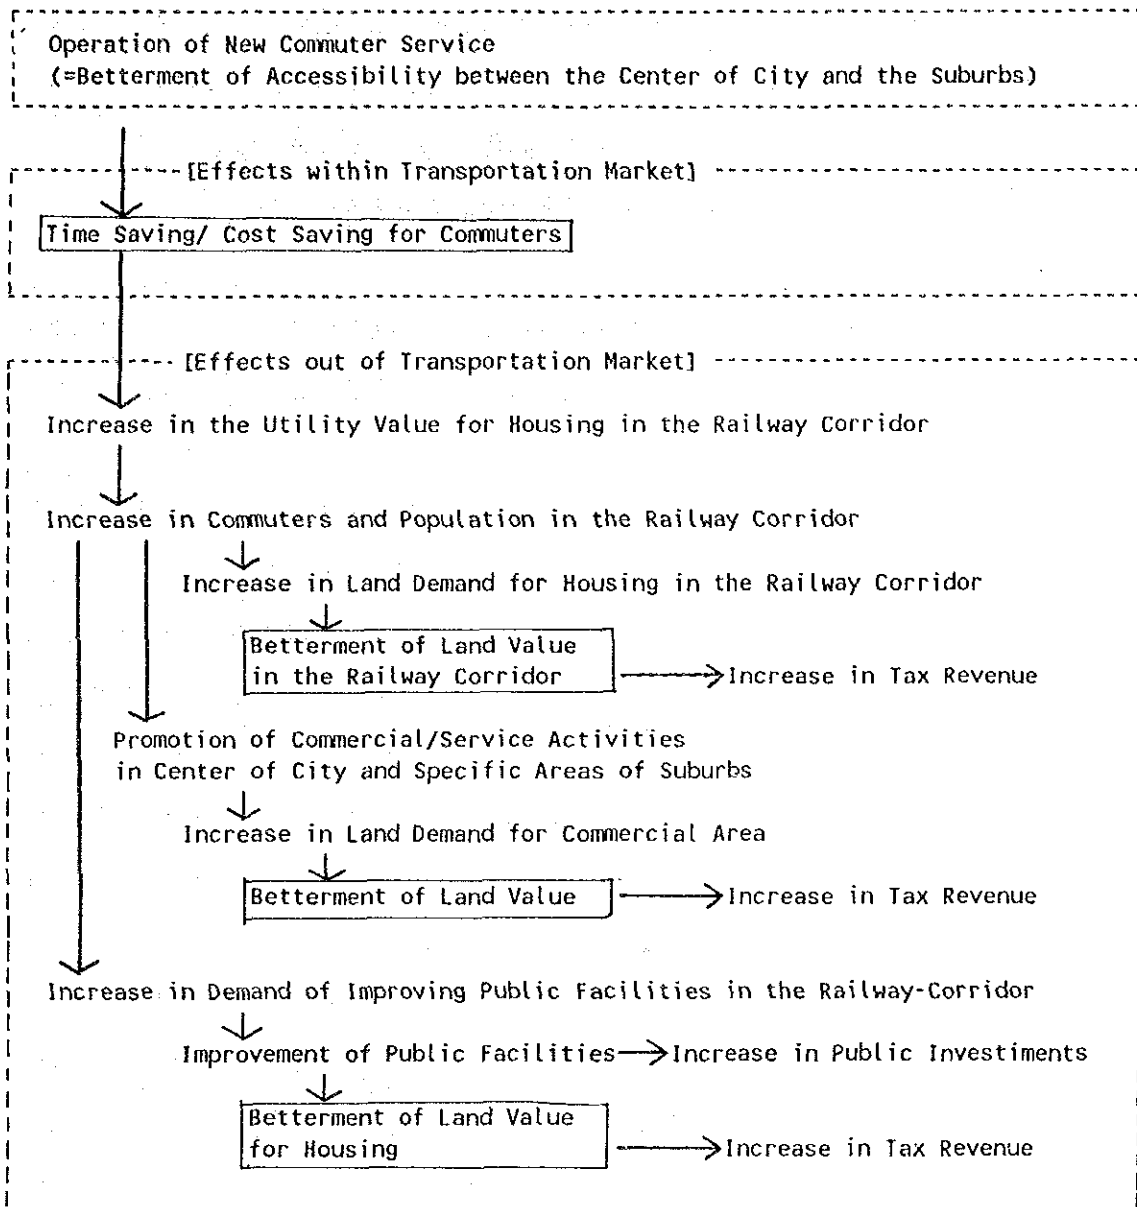 Operation of New Commuter Service
(=Betterment of Accessibility between the Center of City and the Suburbs)
[Effects within Transportation Market]
Time Saving/ Cost Saving for Commuters
[Effects out of Transportation Market]
Increase in the Utility Value for Housing in the Railway Corridor
Increase in Commuters and Population in the Railway Corridor
Increase in Land Demand for Housing in the Railway Corridor
Betterment of Land Value
in the Railway Corridor
Increase in Tax Revenue
Promotion of Commercial/Service Activities
in Center of City and Specific Areas of Suburbs
Increase in Land Demand for Commercial Area
Betterment of Land Value
Increase in Tax Revenue
Increase in Demand of Improving Public Facilities in the Railway-Corridor
Improvement of Public Facilities
Increase in Public Investiments
Betterment of Land Value
for Housing
Increase in Tax Revenue